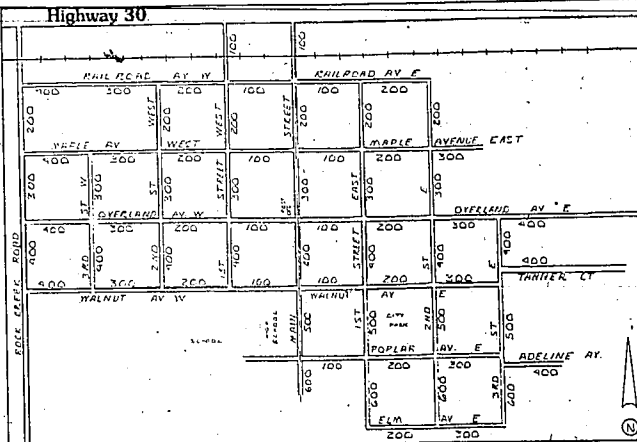 Highway 30
100 100
RAILROAD AV W RAILROAD AV E
400 300 200 100 100 200
200 WEST 200 WEST 200 STREET 200 200 200
MAPLE AV WEST MAPLE AVENUE EAST
400 300 200 100 100 200 300
300 ST W 300 ST 300 STREET 300 300 EAST 300 E 300
OVERLAND AV W OVERLAND AV E
400 300 200 100 100 200 300 400
ROCK CREEK ROAD
400 3RD 400 2ND 400 1ST 400 400 STREET 400 ST 400 E 400
400 300 200 100 100 200 300 400
TANNER CT
WALNUT AV W WALNUT AV E
SCHOOL SCHOOL MAIN 500 1ST 500 CITY PARK 2ND 500 ST 500
POPLAR AV. E ADELINE AV.
100 200 300 400
600 600 600 3RD 600
ELM AV E
200 300
N